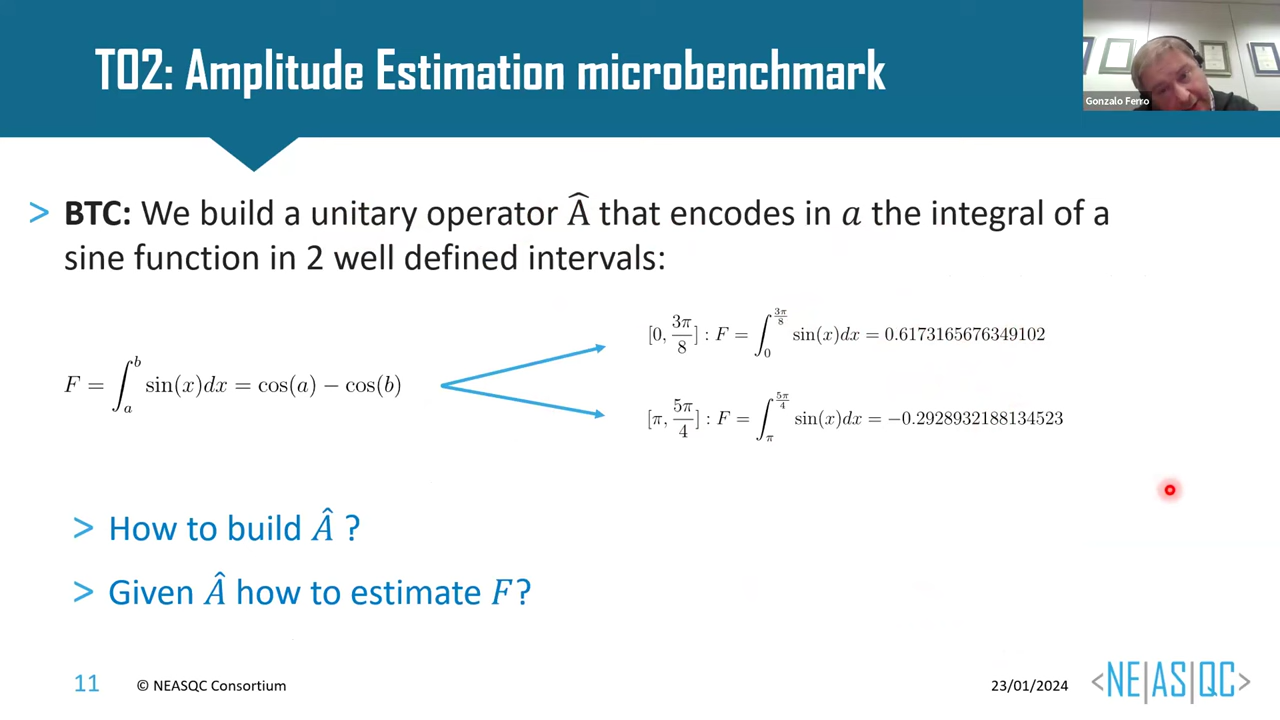 T02: Amplitude Estimation microbenchmark
Gonzalo Ferro
> BTC: We build a unitary operator Â that encodes in a the integral of a
sine function in 2 well defined intervals:
[0, 3π/8] : F = ∫_0^{3π/8} sin(x)dx = 0.6173165676349102
F = ∫_a^b sin(x)dx = cos(a) − cos(b)
[π, 5π/4] : F = ∫_π^{5π/4} sin(x)dx = −0.2928932188134523
> How to build Â ?
> Given Â how to estimate F?
11 © NEASQC Consortium 23/01/2024 <NE|AS|QC>